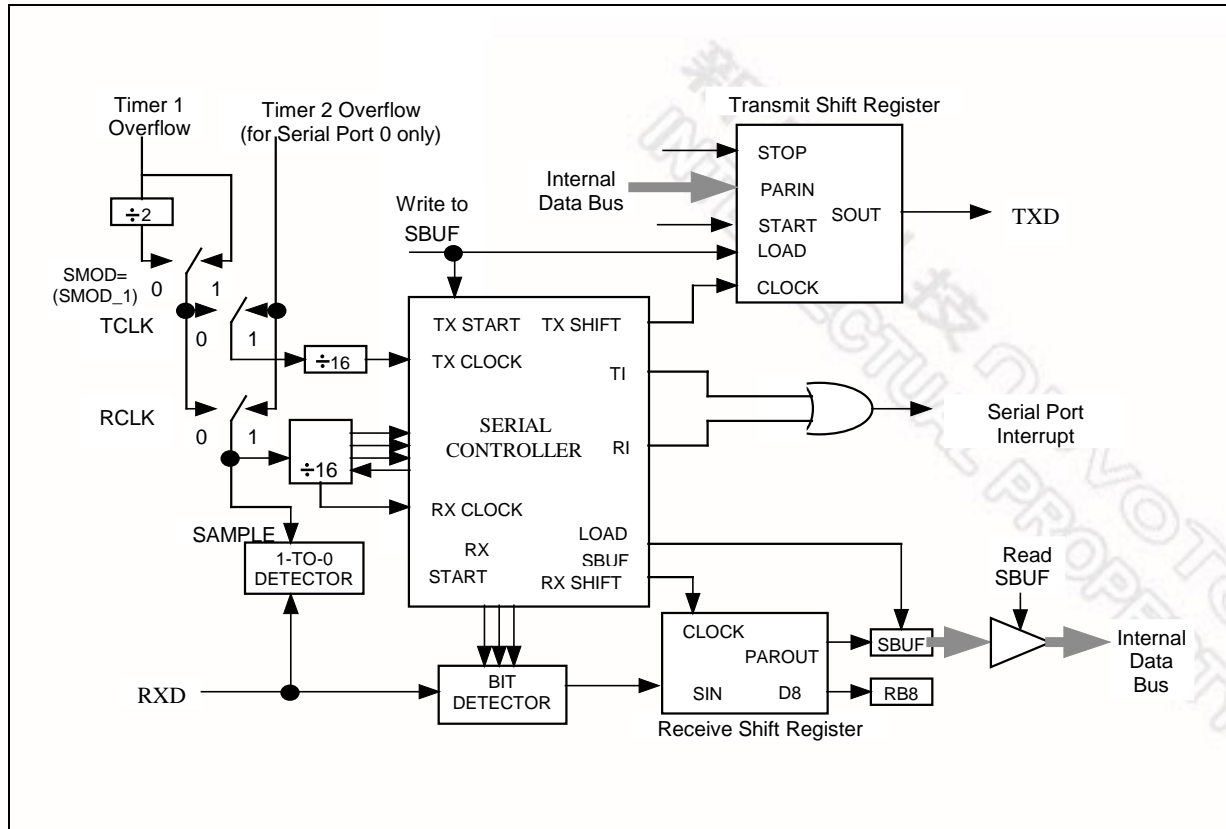 Timer 1
Overflow
Timer 2 Overflow
(for Serial Port 0 only)
÷2
SMOD=
(SMOD_1)
0
1
TCLK
0
1
÷16
RCLK
0
1
÷16
SAMPLE
1-TO-0
DETECTOR
RXD
Write to
SBUF
TX START
TX SHIFT
TX CLOCK
TI
SERIAL
CONTROLLER
RI
RX CLOCK
LOAD
SBUF
RX
START
RX SHIFT
BIT
DETECTOR
Transmit Shift Register
Internal
Data Bus
STOP
PARIN
START
LOAD
CLOCK
SOUT
TXD
Serial Port
Interrupt
CLOCK
PAROUT
SIN
D8
Receive Shift Register
SBUF
RB8
Read
SBUF
Internal
Data
Bus